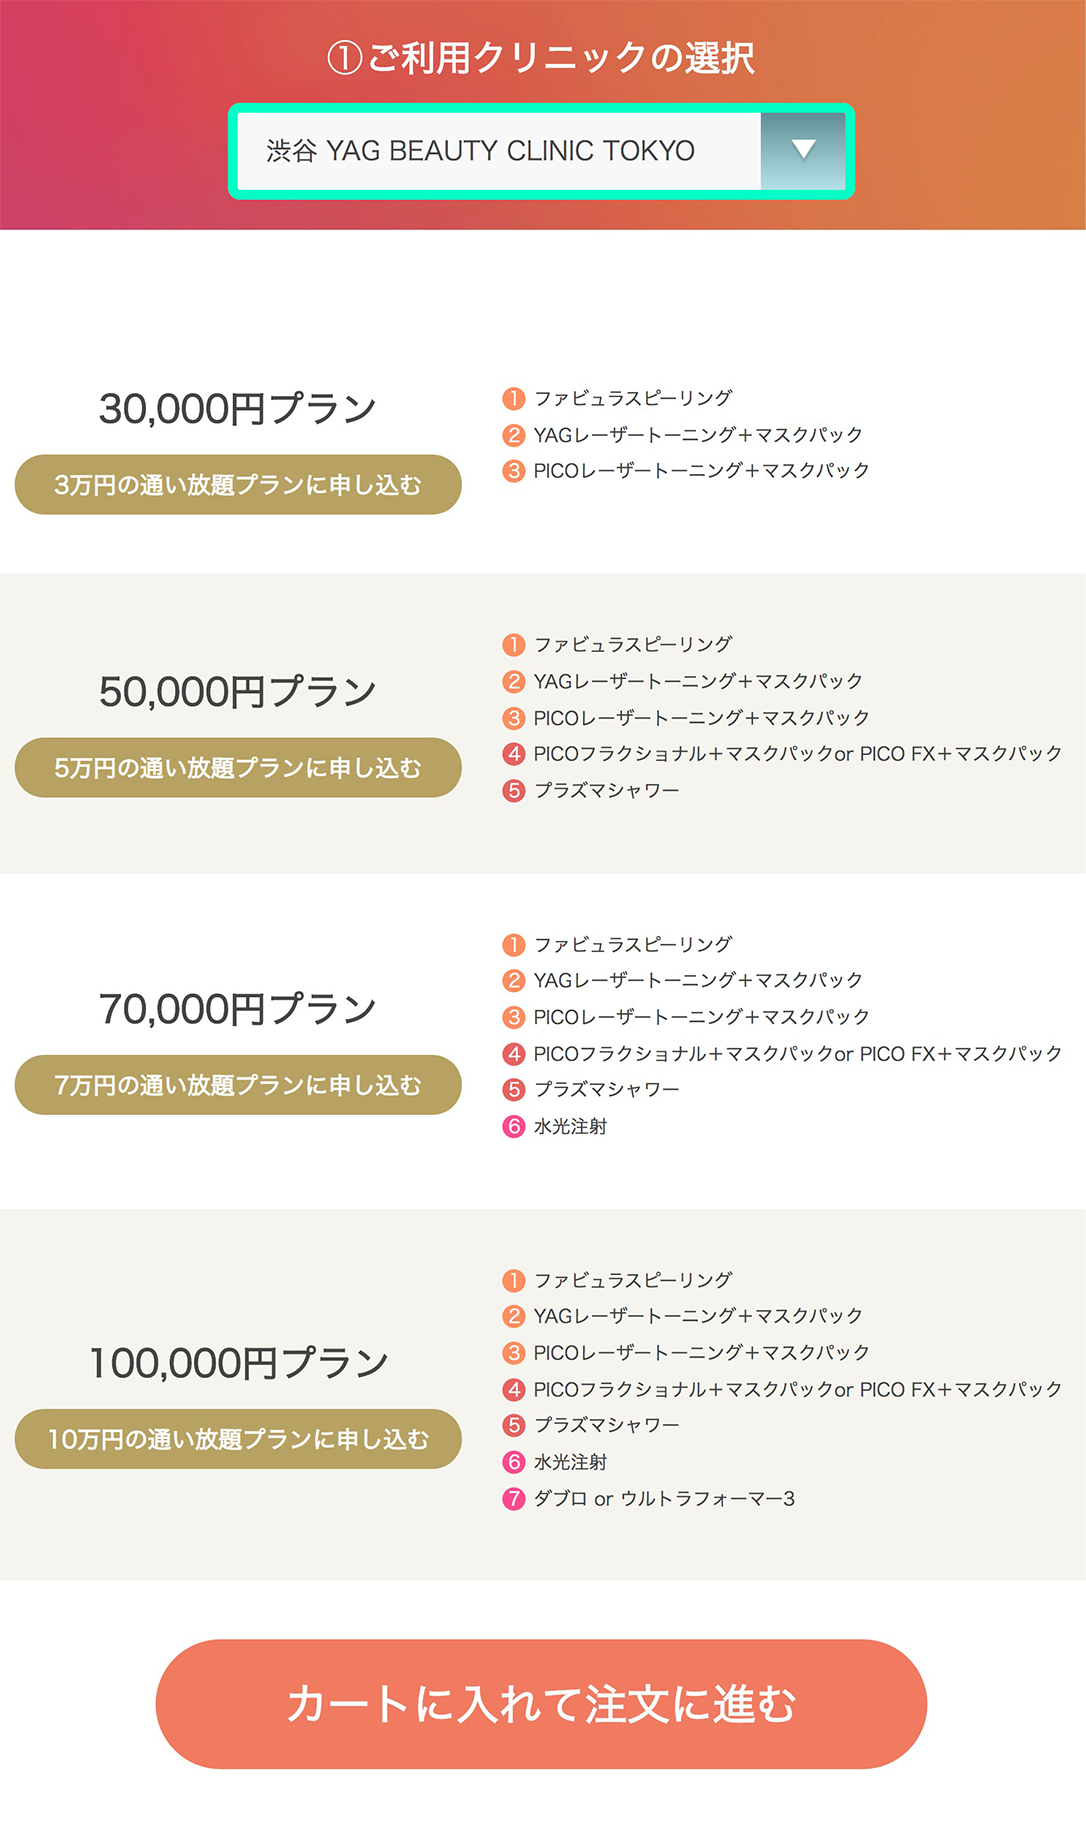 ①ご利用クリニックの選択
渋谷 YAG BEAUTY CLINIC TOKYO
30,000円プラン
3万円の通い放題プランに申し込む
1 ファビュラスピーリング
2 YAGレーザートーニング＋マスクパック
3 PICOレーザートーニング＋マスクパック
50,000円プラン
5万円の通い放題プランに申し込む
1 ファビュラスピーリング
2 YAGレーザートーニング＋マスクパック
3 PICOレーザートーニング＋マスクパック
4 PICOフラクショナル＋マスクパックor PICO FX＋マスクパック
5 プラズマシャワー
70,000円プラン
7万円の通い放題プランに申し込む
1 ファビュラスピーリング
2 YAGレーザートーニング＋マスクパック
3 PICOレーザートーニング＋マスクパック
4 PICOフラクショナル＋マスクパックor PICO FX＋マスクパック
5 プラズマシャワー
6 水光注射
100,000円プラン
10万円の通い放題プランに申し込む
1 ファビュラスピーリング
2 YAGレーザートーニング＋マスクパック
3 PICOレーザートーニング＋マスクパック
4 PICOフラクショナル＋マスクパックor PICO FX＋マスクパック
5 プラズマシャワー
6 水光注射
7 ダブロ or ウルトラフォーマー3
カートに入れて注文に進む